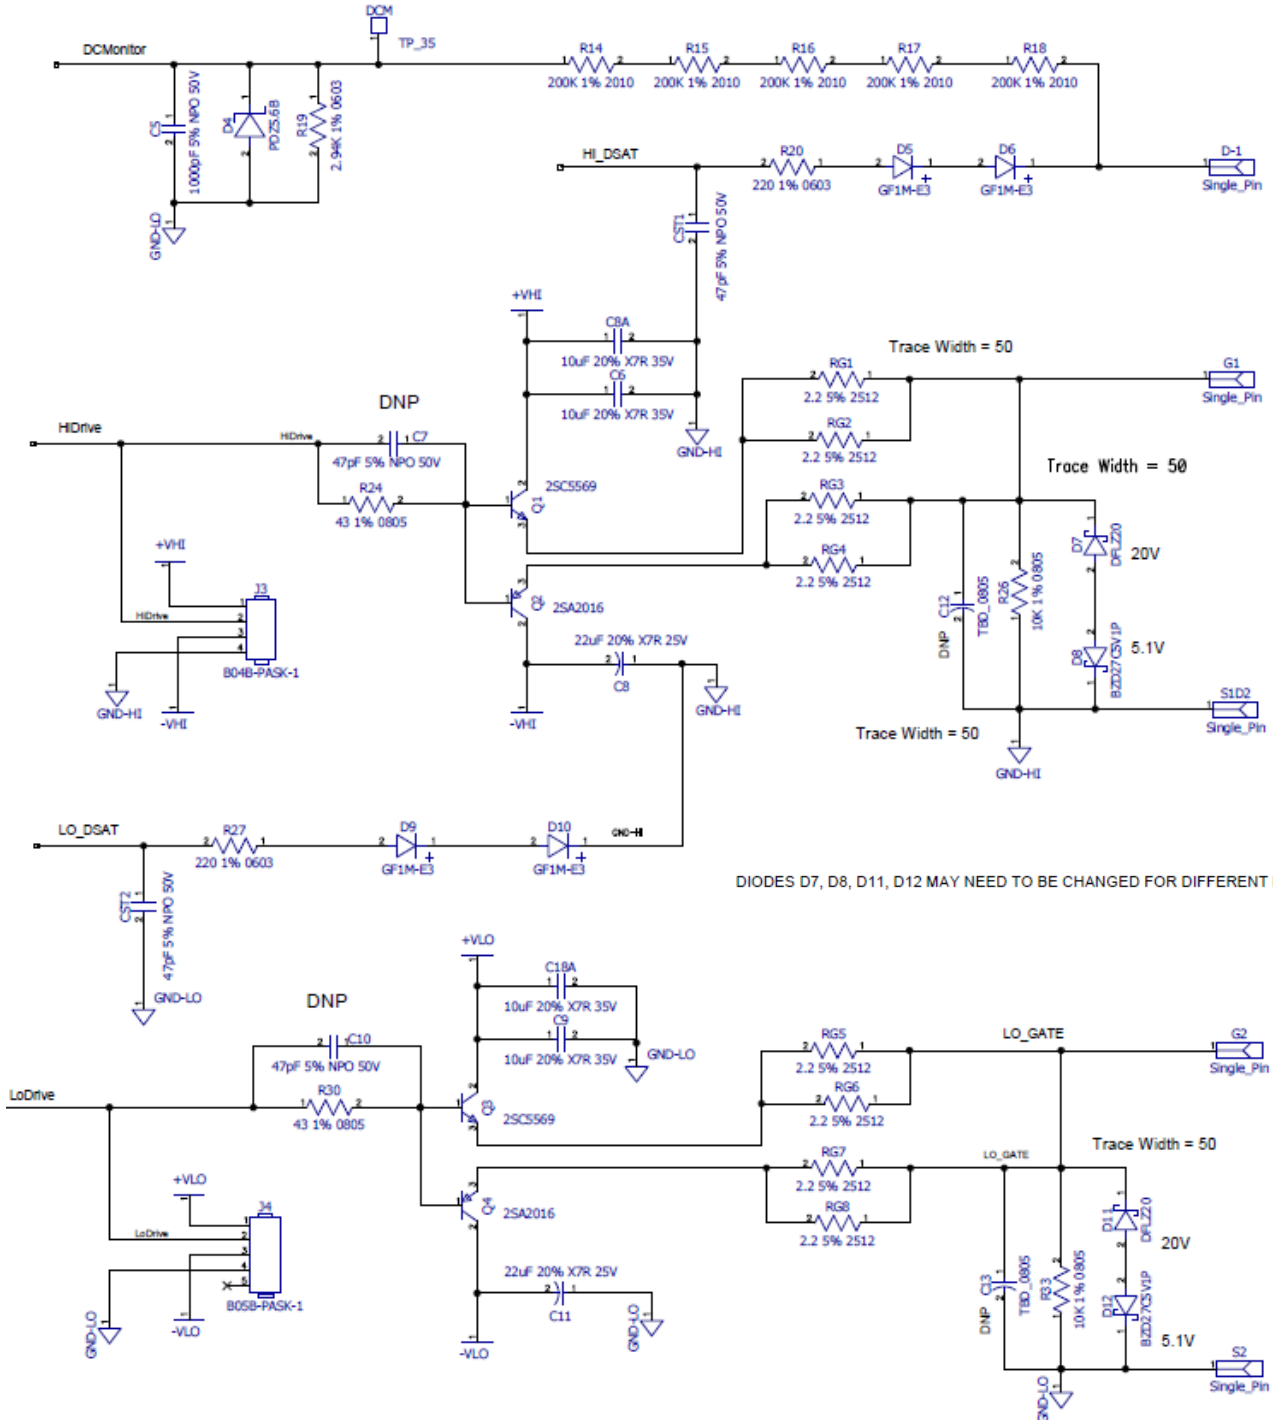 DCM
1
TP_35
DCMonitor
R14
R15
R16
R17
R18
200K 1% 2010
200K 1% 2010
200K 1% 2010
200K 1% 2010
200K 1% 2010
C5
1000pF 5% NPO 50V
D4
PDZ5.6B
R19
2.94K 1% 0603
GND-LO
HI_DSAT
R20
220 1% 0603
D5
GF1M-E3
D6
GF1M-E3
D-1
Single_Pin
CST1
47pF 5% NPO 50V
+VHI
C8A
10uF 20% X7R 35V
C6
10uF 20% X7R 35V
GND-HI
Trace Width = 50
RG1
2.2 5% 2512
RG2
2.2 5% 2512
G1
Single_Pin
DNP
HIDrive
HIDrive
C7
47pF 5% NPO 50V
R24
43 1% 0805
2SC5569
Q1
RG3
2.2 5% 2512
RG4
2.2 5% 2512
Trace Width = 50
D7
DFLZ20
20V
C12
TBD_0805
DNP
R26
10K 1% 0805
D8
BZD27C5V1P
5.1V
+VHI
J3
HIDrive
1
2
3
4
B04B-PASK-1
GND-HI
-VHI
Q2
2SA2016
22uF 20% X7R 25V
C8
GND-HI
-VHI
S1D2
Single_Pin
Trace Width = 50
GND-HI
LO_DSAT
R27
220 1% 0603
D9
GF1M-E3
D10
GF1M-E3
GND-HI
CST2
47pF 5% NPO 50V
GND-LO
DIODES D7, D8, D11, D12 MAY NEED TO BE CHANGED FOR DIFFERENT
+VLO
C18A
10uF 20% X7R 35V
C9
10uF 20% X7R 35V
GND-LO
DNP
C10
47pF 5% NPO 50V
R30
43 1% 0805
LoDrive
Q3
2SC5569
RG5
2.2 5% 2512
RG6
2.2 5% 2512
LO_GATE
G2
Single_Pin
RG7
2.2 5% 2512
RG8
2.2 5% 2512
LO_GATE
Trace Width = 50
+VLO
J4
LoDrive
1
2
3
4
5
B05B-PASK-1
GND-LO
-VLO
Q4
2SA2016
22uF 20% X7R 25V
C11
GND-LO
-VLO
D11
DFLZ20
20V
C13
TBD_0805
DNP
R33
10K 1% 0805
D12
BZD27C5V1P
5.1V
S2
Single_Pin
GND-LO